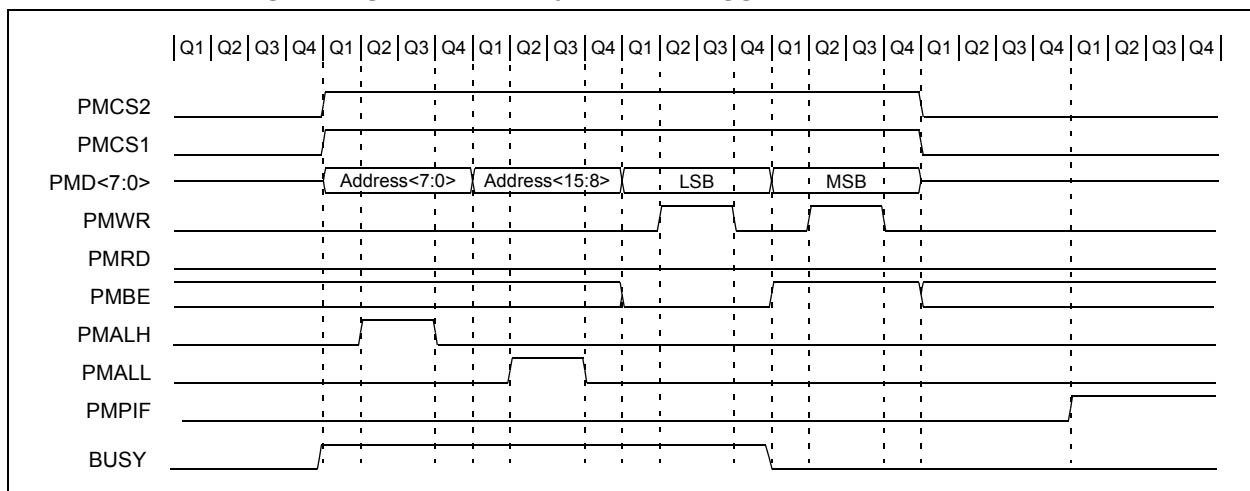 Q1 Q2 Q3 Q4 Q1 Q2 Q3 Q4 Q1 Q2 Q3 Q4 Q1 Q2 Q3 Q4 Q1 Q2 Q3 Q4 Q1 Q2 Q3 Q4 Q1 Q2 Q3 Q4
PMCS2
PMCS1
PMD<7:0> Address<7:0> Address<15:8> LSB MSB
PMWR
PMRD
PMBE
PMALH
PMALL
PMPIF
BUSY